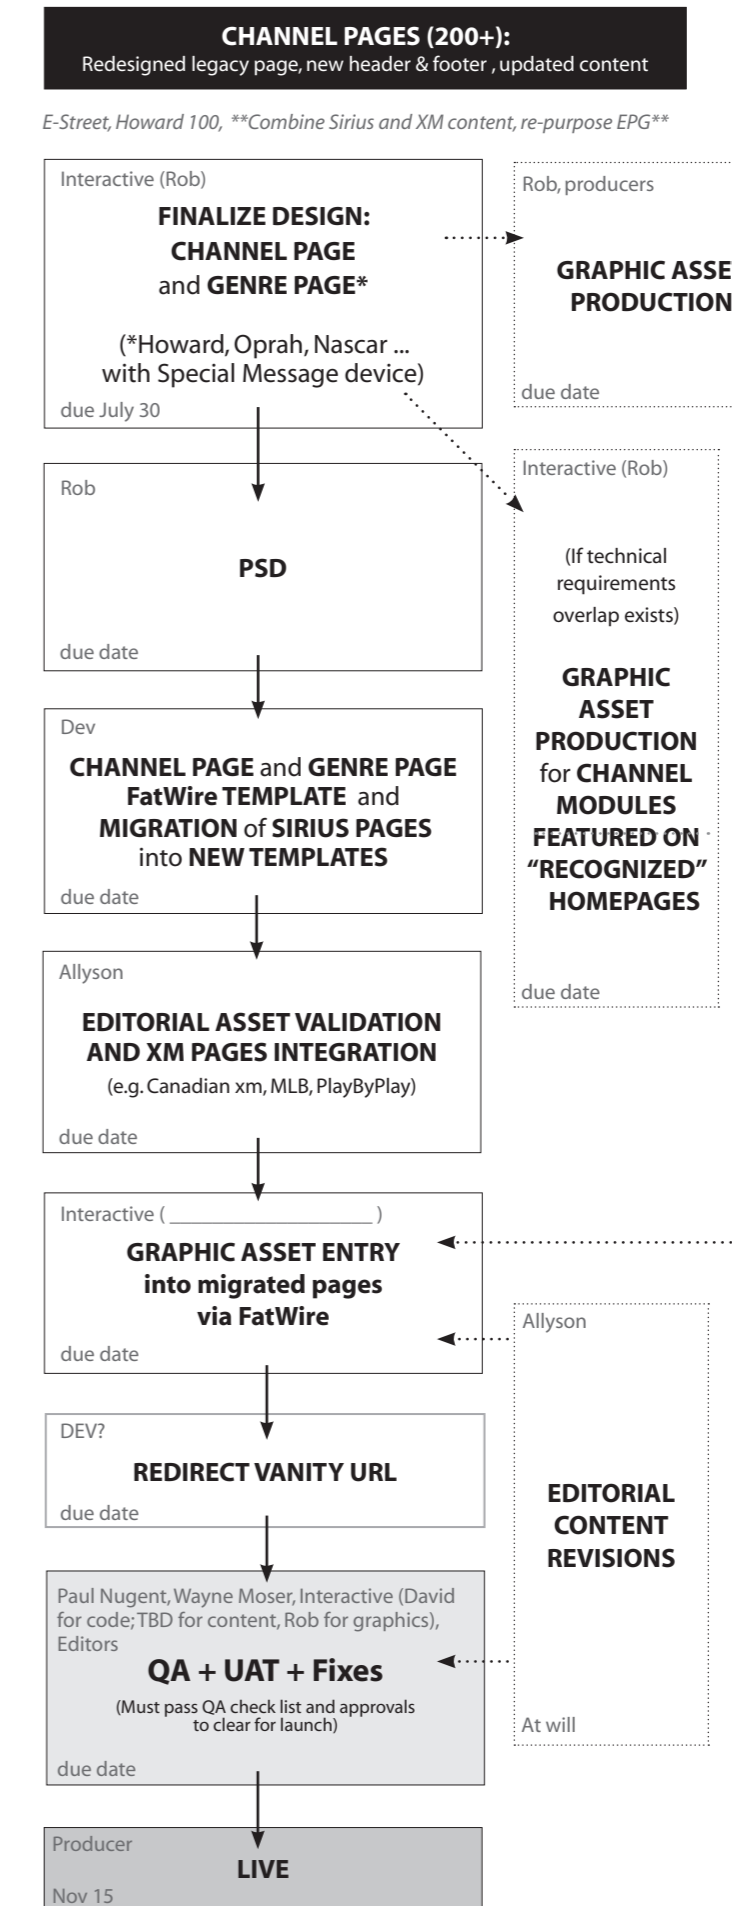 CHANNEL PAGES (200+):
Redesigned legacy page, new header & footer , updated content
E-Street, Howard 100, **Combine Sirius and XM content, re-purpose EPG**
Interactive (Rob)
FINALIZE DESIGN:
CHANNEL PAGE
and GENRE PAGE*
(*Howard, Oprah, Nascar ...
with Special Message device)
due July 30
Rob, producers
GRAPHIC ASSE
PRODUCTION
due date
Rob
PSD
due date
Interactive (Rob)
(If technical
requirements
overlap exists)
GRAPHIC
ASSET
PRODUCTION
for CHANNEL
MODULES
FEATURED ON
“RECOGNIZED”
HOMEPAGES
due date
Dev
CHANNEL PAGE and GENRE PAGE
FatWire TEMPLATE and
MIGRATION of SIRIUS PAGES
into NEW TEMPLATES
due date
Allyson
EDITORIAL ASSET VALIDATION
AND XM PAGES INTEGRATION
(e.g. Canadian xm, MLB, PlayByPlay)
due date
Interactive ( ____________________ )
GRAPHIC ASSET ENTRY
into migrated pages
via FatWire
due date
Allyson
EDITORIAL
CONTENT
REVISIONS
At will
DEV?
REDIRECT VANITY URL
due date
Paul Nugent, Wayne Moser, Interactive (David
for code; TBD for content, Rob for graphics),
Editors
QA + UAT + Fixes
(Must pass QA check list and approvals
to clear for launch)
due date
Producer
LIVE
Nov 15